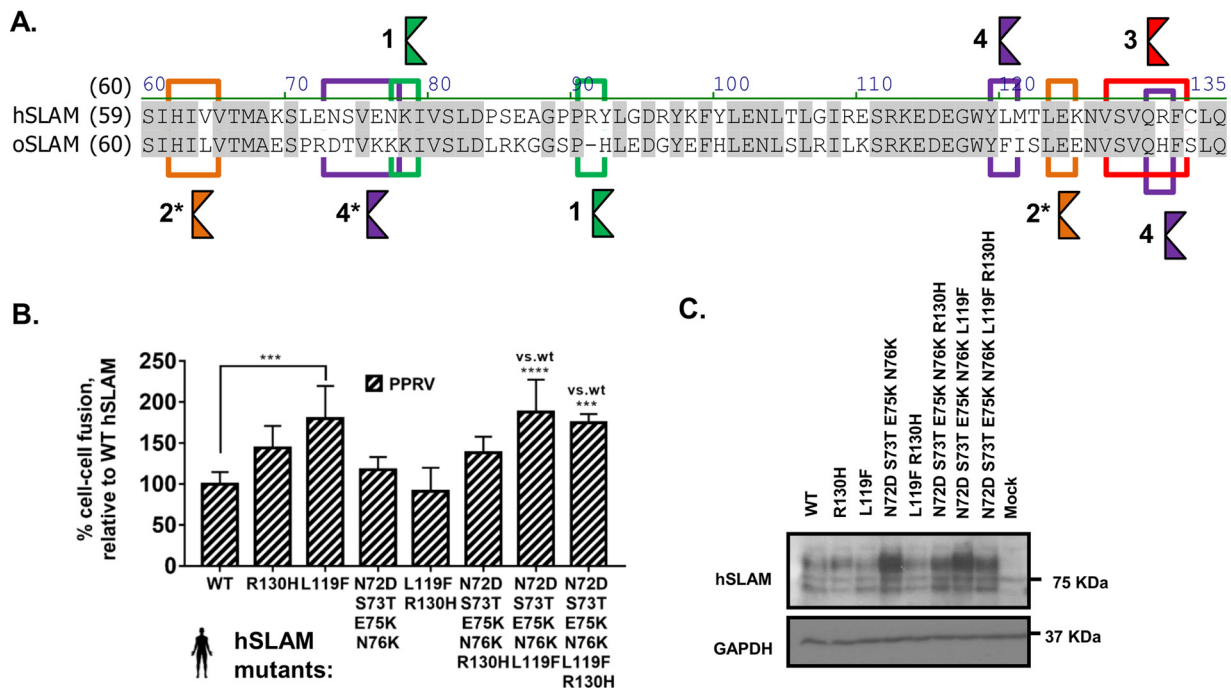 A.
1
4
3
(60)
60 70 80 90 100 110 120 135
hSLAM (59) SIHIVVTMAKSLENSVENKIVSLDPSEAGPPRYLGDRYKFYLENLTLGIRESRKEDEGWYLMTLEKNVSVQRFCLQ
oSLAM (60) SIHILVTMAESPRDTVKKKIVSLDLRKGGSP-HLEDGYEFHLENLSLRILKSRKEDEGWYFISLEENVSVQHFSLQ
2*
4*
1
2*
4
B.
% cell-cell fusion,
relative to WT hSLAM
250
200
150
100
50
0
***
PPRV
vs.wt
****
vs.wt
***
WT
R130H
L119F
N72D
S73T
E75K
N76K
L119F
R130H
N72D
S73T
E75K
N76K
R130H
N72D
S73T
E75K
N76K
L119F
N72D
S73T
E75K
N76K
L119F
R130H
hSLAM
mutants:
C.
WT
R130H
L119F
N72D S73T E75K N76K
L119F R130H
N72D S73T E75K N76K R130H
N72D S73T E75K N76K L119F
N72D S73T E75K N76K L119F R130H
Mock
hSLAM
75 KDa
GAPDH
37 KDa